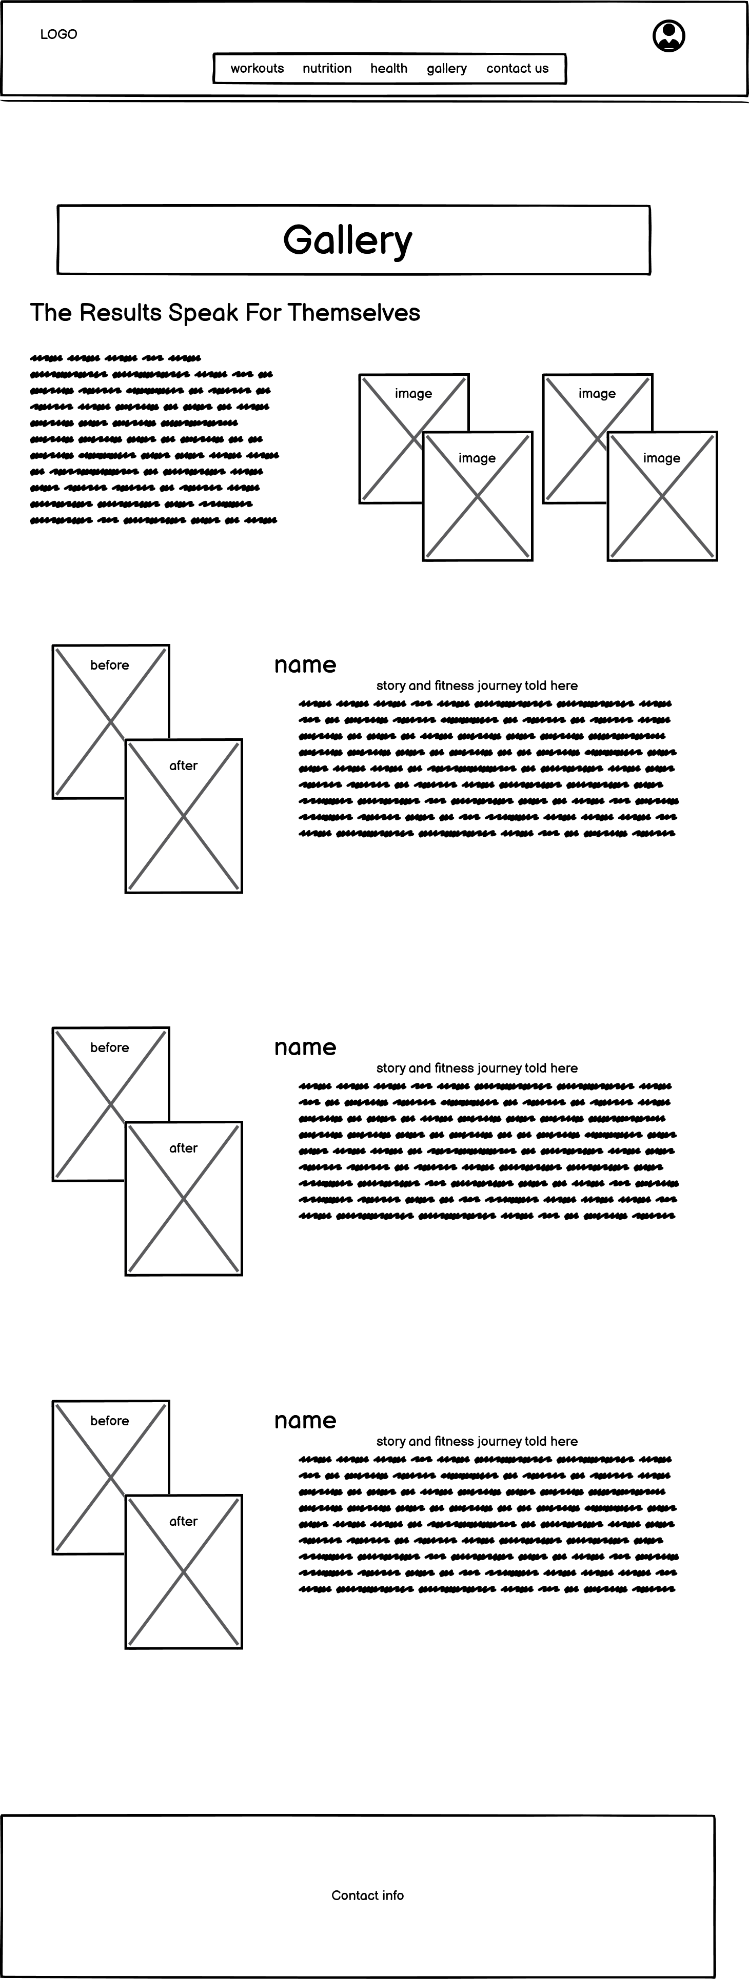 LOGO
workouts nutrition health gallery contact us
Gallery
The Results Speak For Themselves
image image
image image
before
name
story and fitness journey told here
after
before
name
story and fitness journey told here
after
before
name
story and fitness journey told here
after
Contact info